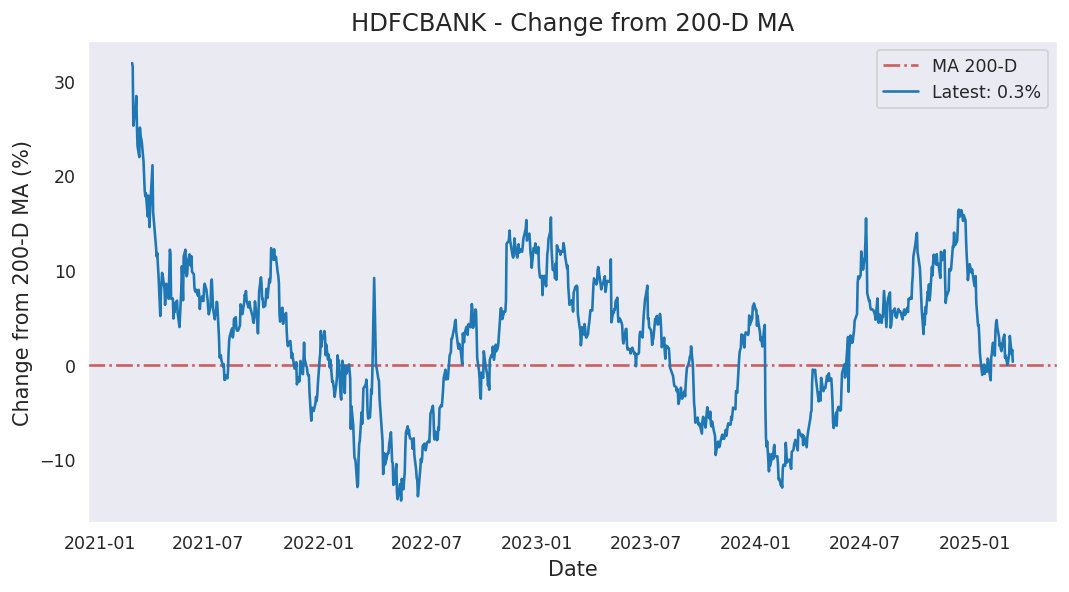 HDFCBANK - Change from 200-D MA
MA 200-D
Latest: 0.3%
Change from 200-D MA (%)
30
20
10
0
−10
2021-01 2021-07 2022-01 2022-07 2023-01 2023-07 2024-01 2024-07 2025-01
Date